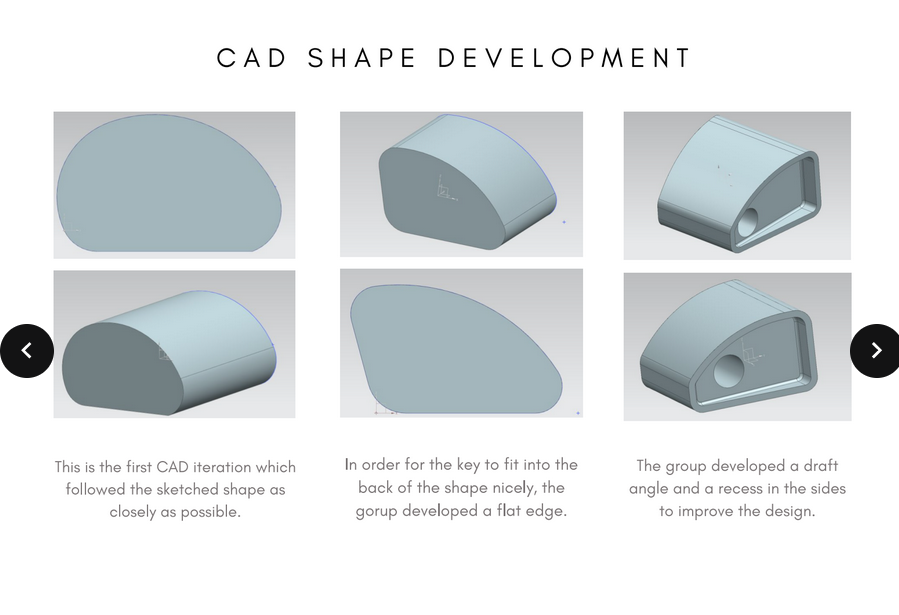 CAD SHAPE DEVELOPMENT
This is the first CAD iteration which
followed the sketched shape as
closely as possible.
In order for the key to fit into the
back of the shape nicely, the
gorup developed a flat edge.
The group developed a draft
angle and a recess in the sides
to improve the design.